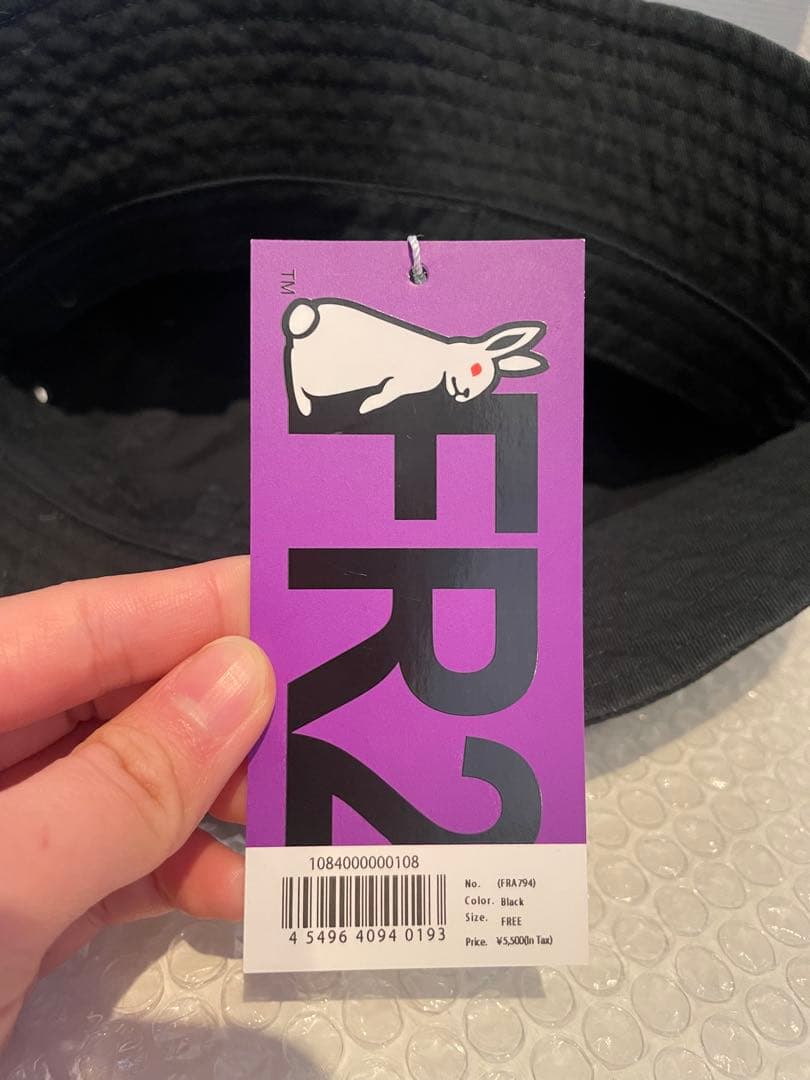 TM
FR2
1084000000108
4 5496 4094 0193
No. (FRA794)
Color. Black
Size. FREE
Price. ¥5,500(In Tax)